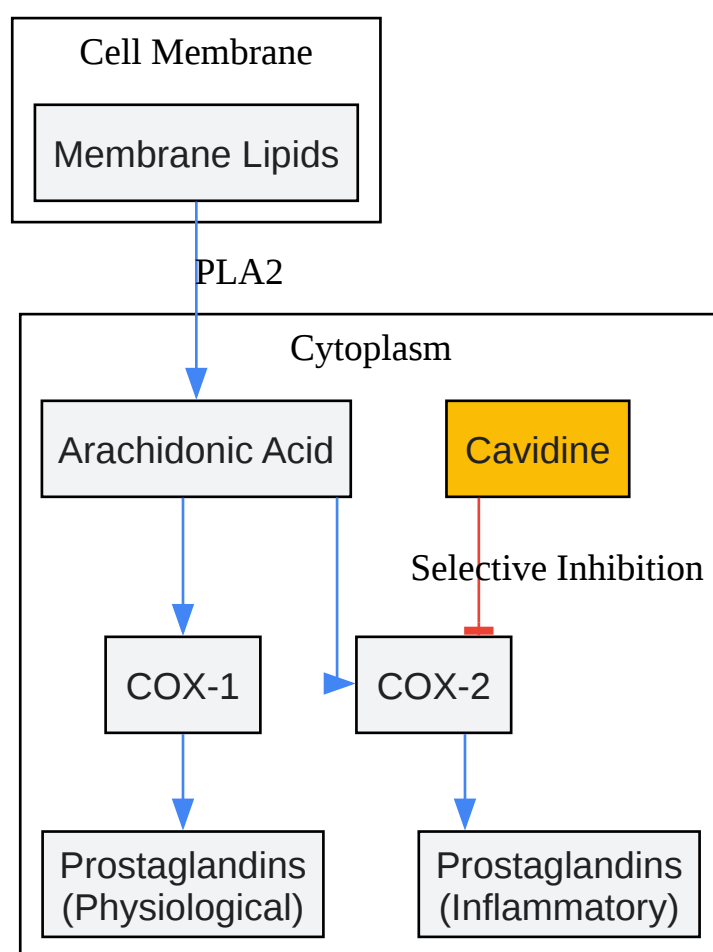 Cell Membrane
Membrane Lipids
PLA2
Cytoplasm
Arachidonic Acid
Cavidine
Selective Inhibition
COX-1
COX-2
Prostaglandins
(Physiological)
Prostaglandins
(Inflammatory)